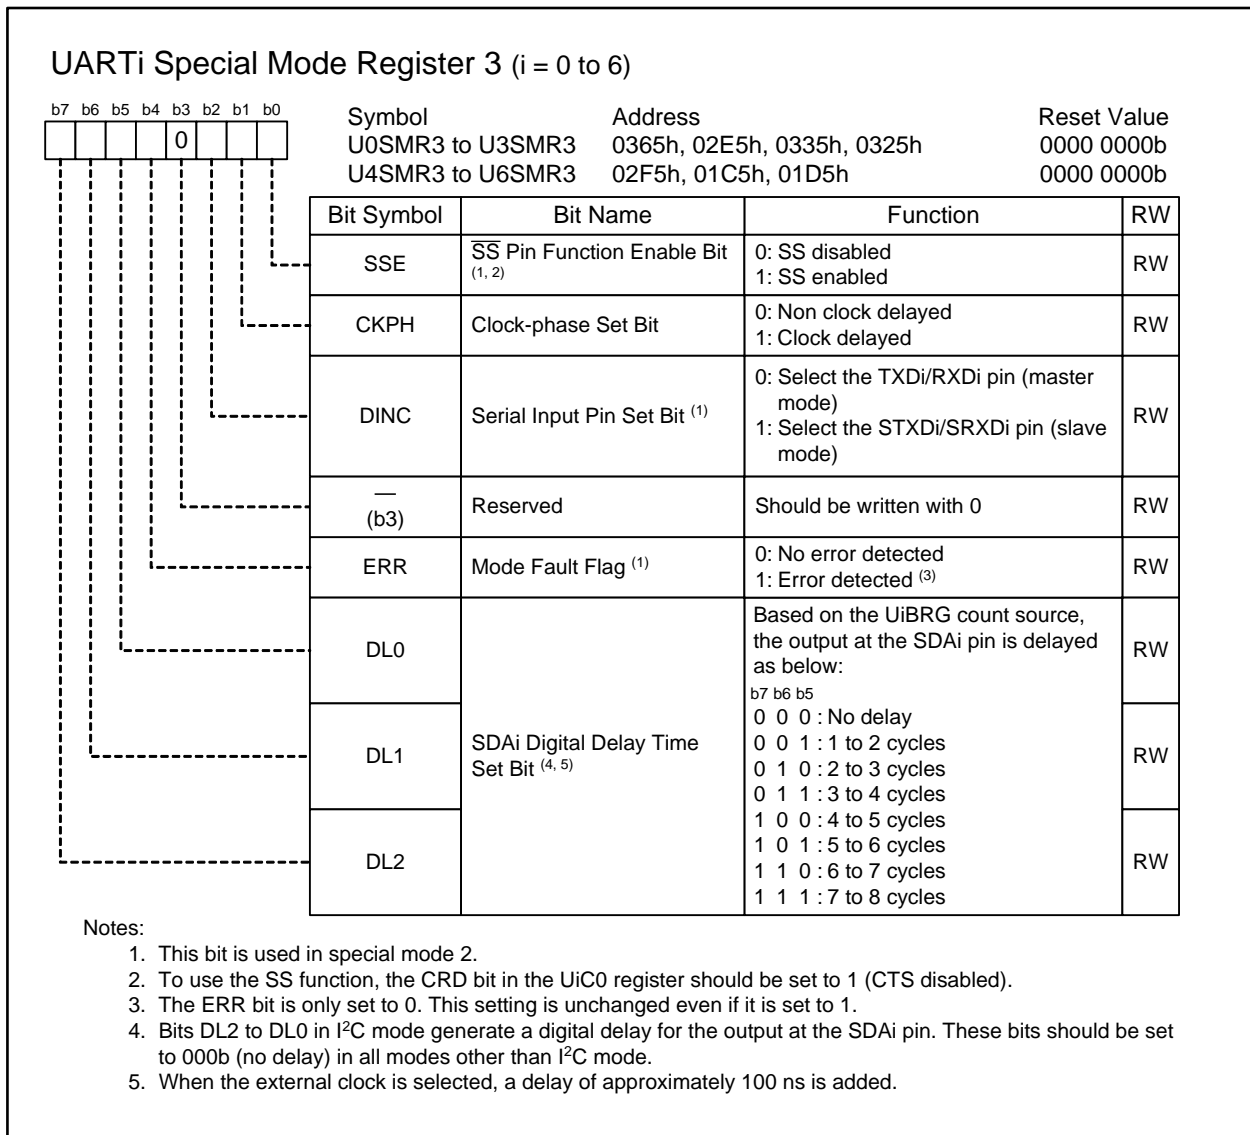 UARTi Special Mode Register 3 (i = 0 to 6)
b7 b6 b5 b4 b3 b2 b1 b0
0
Symbol Address Reset Value
U0SMR3 to U3SMR3 0365h, 02E5h, 0335h, 0325h 0000 0000b
U4SMR3 to U6SMR3 02F5h, 01C5h, 01D5h 0000 0000b
Bit Symbol Bit Name Function RW
SSE
SS Pin Function Enable Bit
(1, 2)
0: SS disabled
1: SS enabled
RW
CKPH
Clock-phase Set Bit
0: Non clock delayed
1: Clock delayed
RW
DINC
Serial Input Pin Set Bit (1)
0: Select the TXDi/RXDi pin (master
mode)
1: Select the STXDi/SRXDi pin (slave
mode)
RW
—
(b3)
Reserved
Should be written with 0
RW
ERR
Mode Fault Flag (1)
0: No error detected
1: Error detected (3)
RW
DL0
DL1
DL2
SDAi Digital Delay Time
Set Bit (4, 5)
Based on the UiBRG count source,
the output at the SDAi pin is delayed
as below:
b7 b6 b5
0 0 0 : No delay
0 0 1 : 1 to 2 cycles
0 1 0 : 2 to 3 cycles
0 1 1 : 3 to 4 cycles
1 0 0 : 4 to 5 cycles
1 0 1 : 5 to 6 cycles
1 1 0 : 6 to 7 cycles
1 1 1 : 7 to 8 cycles
RW
RW
RW
Notes:
1. This bit is used in special mode 2.
2. To use the SS function, the CRD bit in the UiC0 register should be set to 1 (CTS disabled).
3. The ERR bit is only set to 0. This setting is unchanged even if it is set to 1.
4. Bits DL2 to DL0 in I²C mode generate a digital delay for the output at the SDAi pin. These bits should be set
to 000b (no delay) in all modes other than I²C mode.
5. When the external clock is selected, a delay of approximately 100 ns is added.